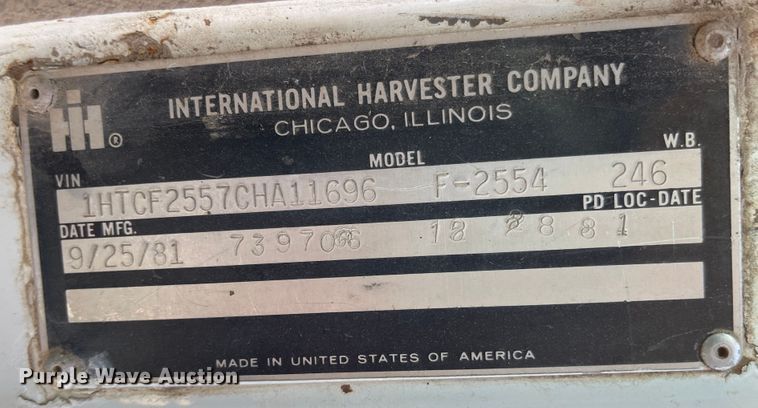 IH ® INTERNATIONAL HARVESTER COMPANY
CHICAGO, ILLINOIS
VIN MODEL W.B.
1HTCF2557CHA11696 F-2554 246
DATE MFG. PD LOC-DATE
9/25/81
MADE IN UNITED STATES OF AMERICA
Purple Wave Auction